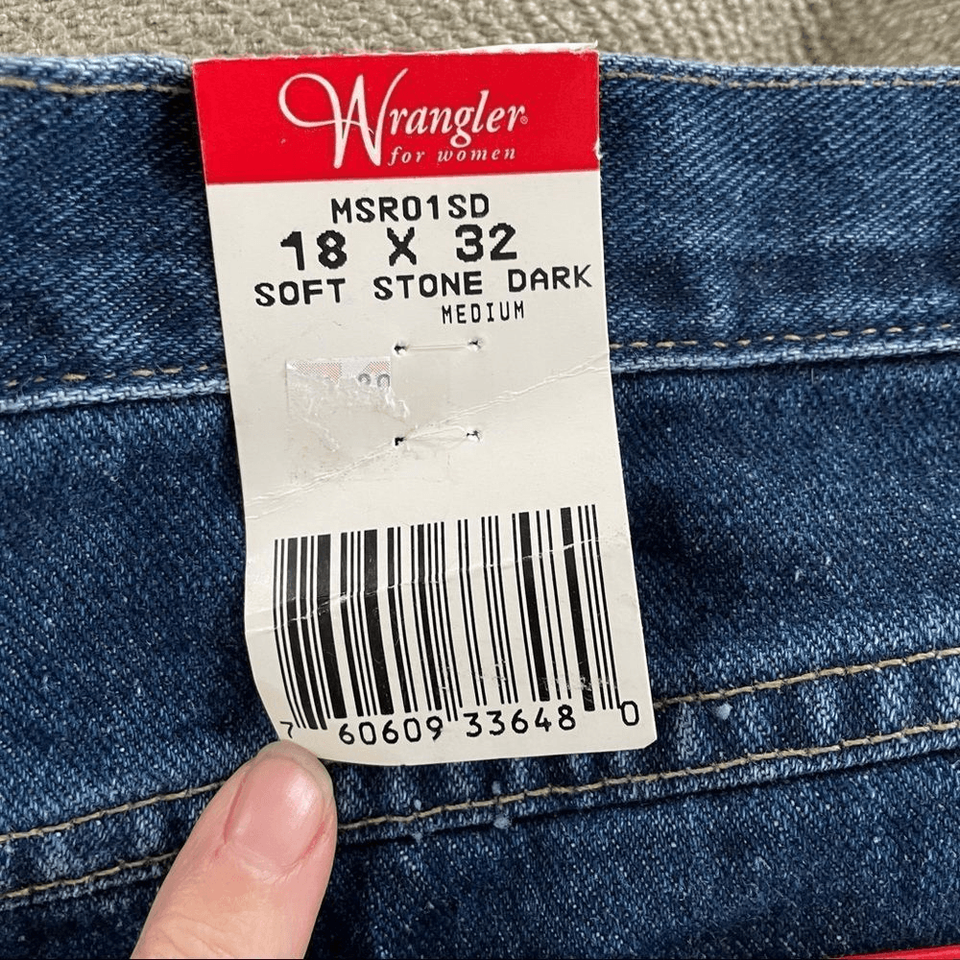 Wrangler®
for women
MSR01SD
18 X 32
SOFT STONE DARK
MEDIUM
7 60609 33648 0